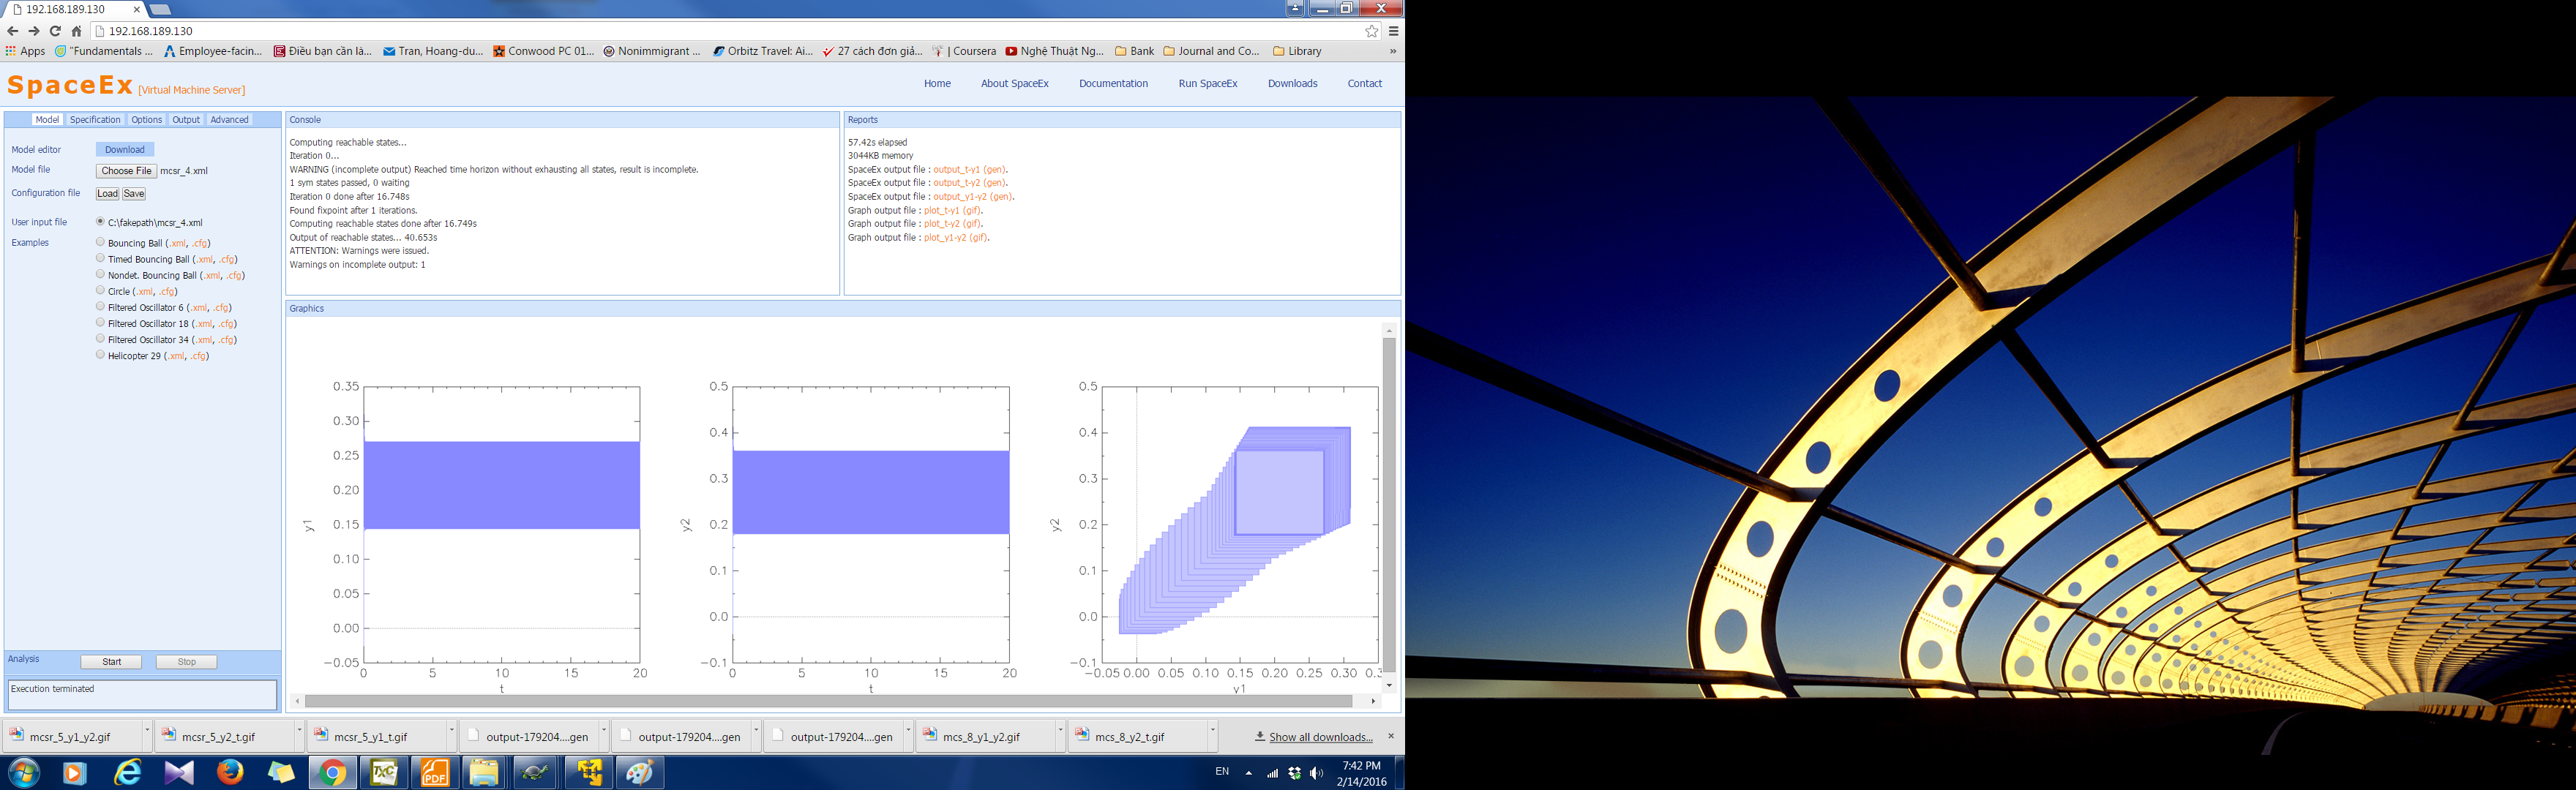 192.168.189.130
192.168.189.130
Apps "Fundamentals ... Employee-facin... Điều bạn cần là... Tran, Hoang-du... Conwood PC 01... Nonimmigrant ... Orbitz Travel: Ai... 27 cách đơn giả... | Coursera Nghệ Thuật Ng... Bank Journal and Co... Library »
SpaceEx [Virtual Machine Server]
Home About SpaceEx Documentation Run SpaceEx Downloads Contact
Model Specification Options Output Advanced
Model editor Download
Model file Choose File mcsr_4.xml
Configuration file Load Save
User input file C:\fakepath\mcsr_4.xml
Examples Bouncing Ball (.xml, .cfg)
Timed Bouncing Ball (.xml, .cfg)
Nondet. Bouncing Ball (.xml, .cfg)
Circle (.xml, .cfg)
Filtered Oscillator 6 (.xml, .cfg)
Filtered Oscillator 18 (.xml, .cfg)
Filtered Oscillator 34 (.xml, .cfg)
Helicopter 29 (.xml, .cfg)
Analysis Start Stop
Execution terminated
Console
Computing reachable states...
Iteration 0...
WARNING (incomplete output) Reached time horizon without exhausting all states, result is incomplete.
1 sym states passed, 0 waiting
Iteration 0 done after 16.748s
Found fixpoint after 1 iterations.
Computing reachable states done after 16.749s
Output of reachable states... 40.653s
ATTENTION: Warnings were issued.
Warnings on incomplete output: 1
Reports
57.42s elapsed
3044KB memory
SpaceEx output file : output_t-y1 (gen).
SpaceEx output file : output_t-y2 (gen).
SpaceEx output file : output_y1-y2 (gen).
Graph output file : plot_t-y1 (gif).
Graph output file : plot_t-y2 (gif).
Graph output file : plot_y1-y2 (gif).
Graphics
0.35
0.30
0.25
0.20
0.15
0.10
0.05
0.00
−0.05
y1
0 5 10 15 20
t
0.5
0.4
0.3
0.2
0.1
0.0
−0.1
y2
0 5 10 15 20
t
0.5
0.4
0.3
0.2
0.1
0.0
−0.1
y2
−0.05 0.00 0.05 0.10 0.15 0.20 0.25 0.30 0.3
y1
mcsr_5_y1_y2.gif mcsr_5_y2_t.gif mcsr_5_y1_t.gif output-179204....gen output-179204....gen output-179204....gen mcs_8_y1_y2.gif mcs_8_y2_t.gif Show all downloads...
TXC PDF EN 7:42 PM
2/14/2016